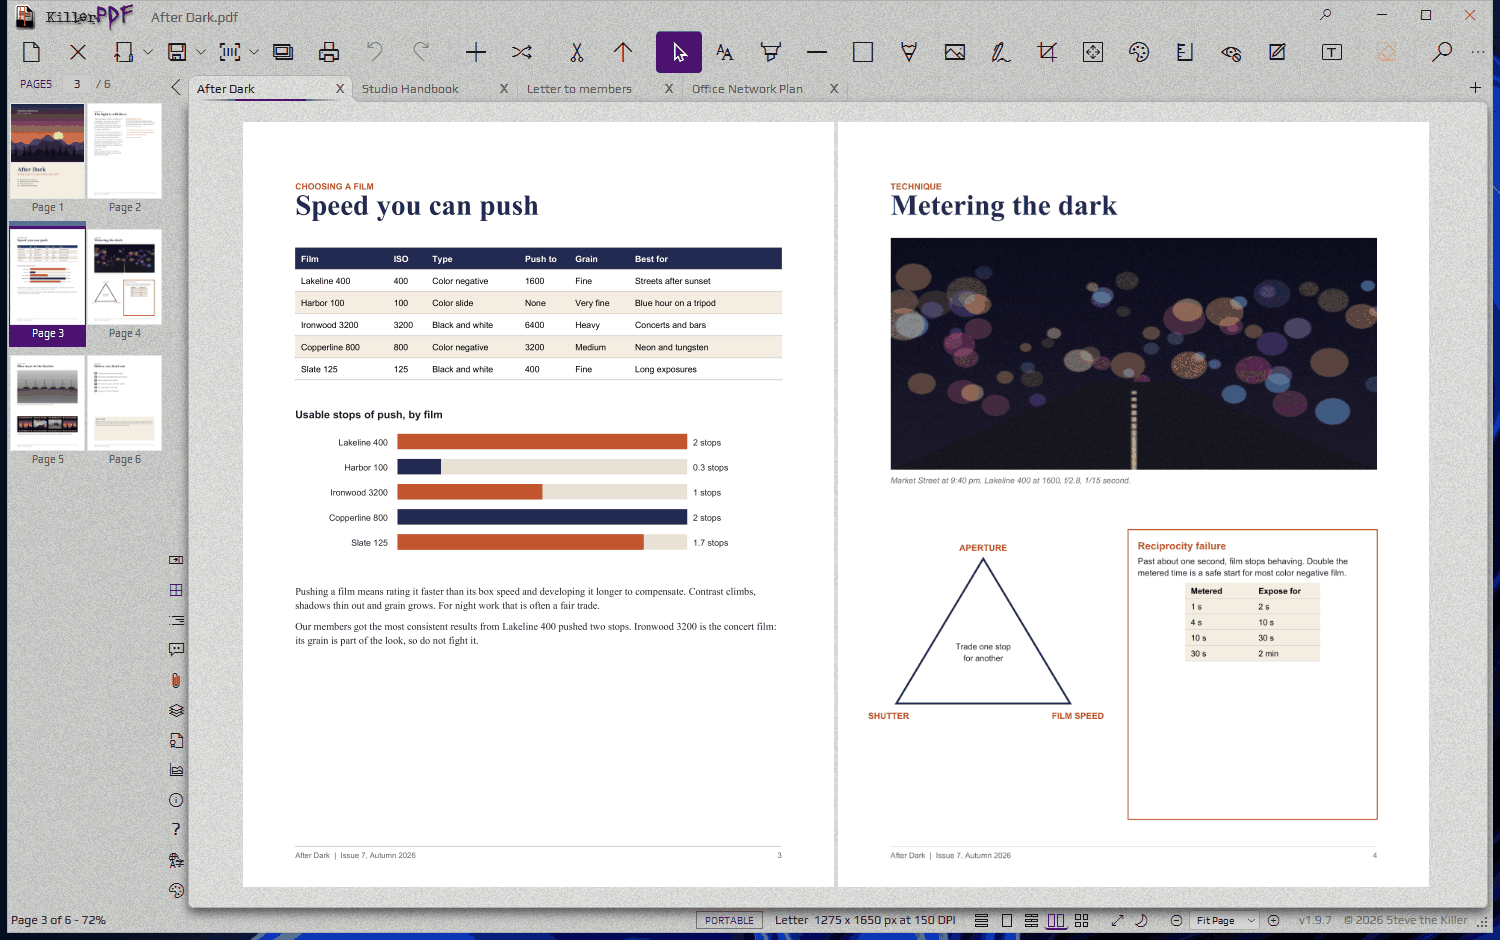 KillerPDF After Dark.pdf
PAGES 3 / 6
After Dark X Studio Handbook X Letter to members X Office Network Plan X
Page 1 Page 2
Page 3 Page 4
Page 5 Page 6
CHOOSING A FILM
Speed you can push
Film ISO Type Push to Grain Best for
Lakeline 400 400 Color negative 1600 Fine Streets after sunset
Harbor 100 100 Color slide None Very fine Blue hour on a tripod
Ironwood 3200 3200 Black and white 6400 Heavy Concerts and bars
Copperline 800 800 Color negative 3200 Medium Neon and tungsten
Slate 125 125 Black and white 400 Fine Long exposures
Usable stops of push, by film
Lakeline 400 2 stops
Harbor 100 0.3 stops
Ironwood 3200 1 stops
Copperline 800 2 stops
Slate 125 1.7 stops
Pushing a film means rating it faster than its box speed and developing it longer to compensate. Contrast climbs,
shadows thin out and grain grows. For night work that is often a fair trade.
Our members got the most consistent results from Lakeline 400 pushed two stops. Ironwood 3200 is the concert film:
its grain is part of the look, so do not fight it.
After Dark | Issue 7, Autumn 2026 3
TECHNIQUE
Metering the dark
Market Street at 9:40 pm. Lakeline 400 at 1600, f/2.8, 1/15 second.
APERTURE
Trade one stop
for another
SHUTTER FILM SPEED
Reciprocity failure
Past about one second, film stops behaving. Double the
metered time is a safe start for most color negative film.
Metered Expose for
1 s 2 s
4 s 10 s
10 s 30 s
30 s 2 min
After Dark | Issue 7, Autumn 2026 4
Page 3 of 6 - 72% PORTABLE Letter 1275 x 1650 px at 150 DPI Fit Page v1.9.7 © 2026 Steve the Killer